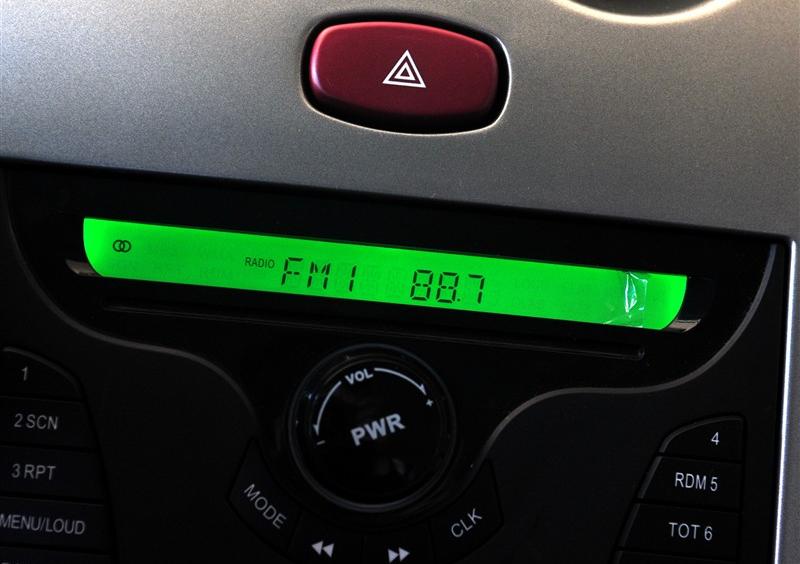 RADIO FM1 88.7
VOL
- +
PWR
1
2 SCN
3 RPT
MENU/LOUD
MODE
CLK
4
RDM 5
TOT 6